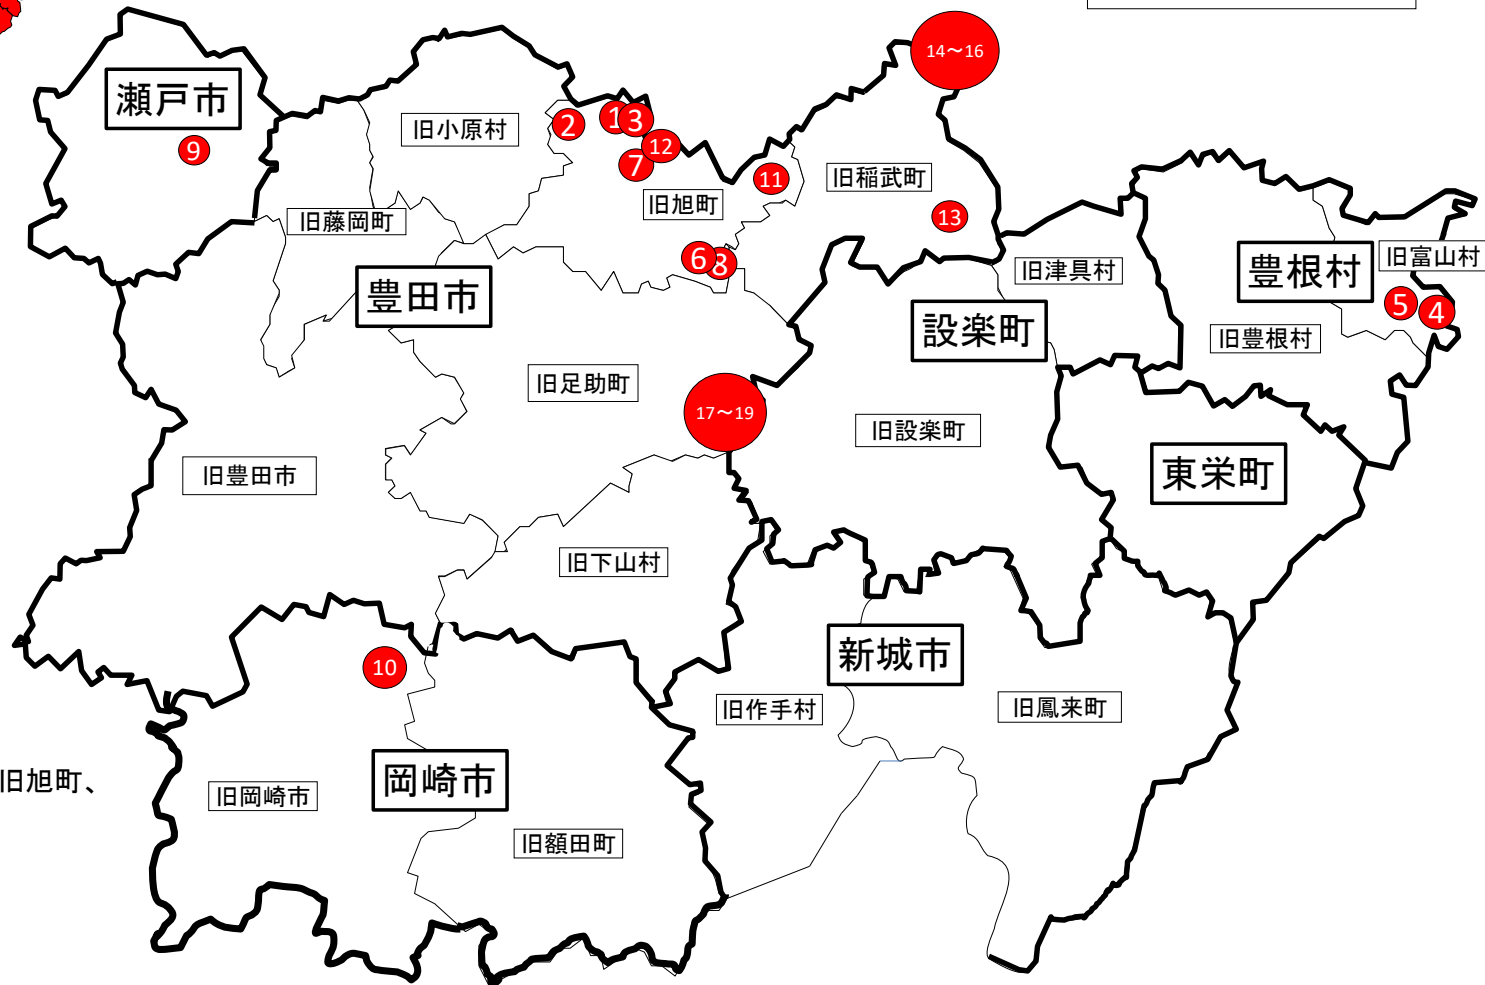 14～16
瀬戸市
9
旧小原村
2
1
3
12
7
11
旧稲武町
旧旭町
13
旧藤岡町
6
8
旧津具村
豊根村
旧富山村
5
4
豊田市
設楽町
旧豊根村
旧足助町
17～19
旧設楽町
東栄町
旧豊田市
旧下山村
10
新城市
旧作手村
旧鳳来町
旧旭町、
岡崎市
旧岡崎市
旧額田町